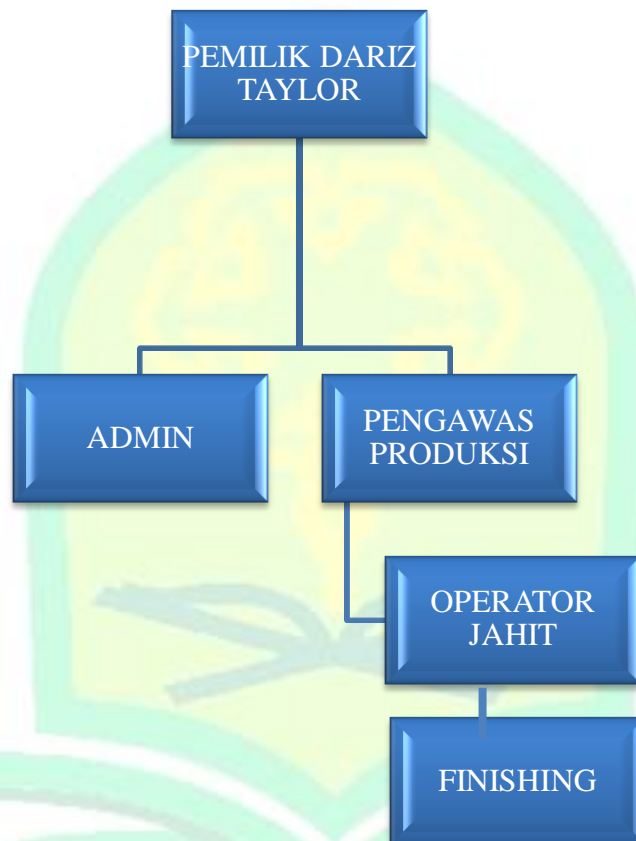 PEMILIK DARIZ
TAYLOR
ADMIN
PENGAWAS
PRODUKSI
OPERATOR
JAHIT
FINISHING